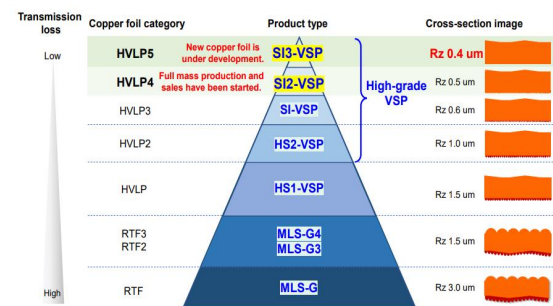 Transmission
loss
Copper foil category
Product type
Cross-section image
Low
HVLP5
New copper foil is
under development.
SI3-VSP
Rz 0.4 um
HVLP4
Full mass production and
sales have been started.
SI2-VSP
High-grade
VSP
Rz 0.5 um
HVLP3
SI-VSP
Rz 0.6 um
HVLP2
HS2-VSP
Rz 1.0 um
HVLP
HS1-VSP
Rz 1.5 um
RTF3
RTF2
MLS-G4
MLS-G3
Rz 1.5 um
High
RTF
MLS-G
Rz 3.0 um